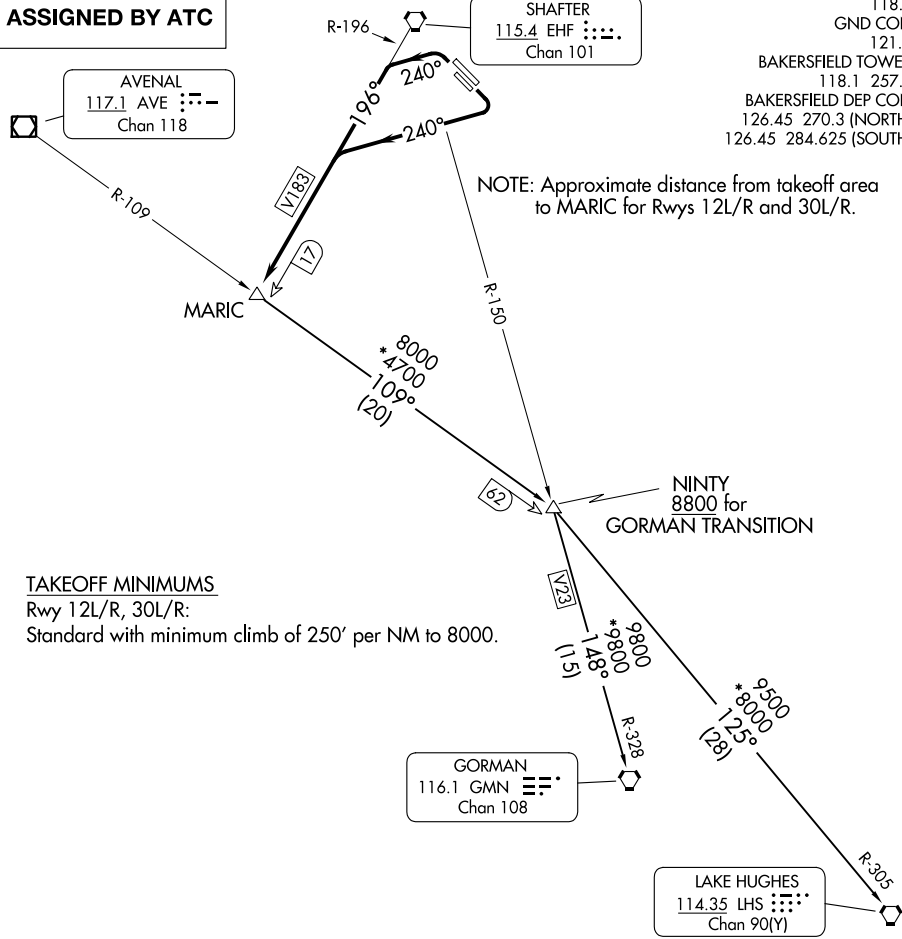 ASSIGNED BY ATC
118.
GND CO
121.
BAKERSFIELD TOWE
118.1 257.
BAKERSFIELD DEP CO
126.45 270.3 (NORTH
126.45 284.625 (SOUTH
SHAFTER
115.4 EHF
Chan 101
R-196
AVENAL
117.1 AVE
Chan 118
240°
196°
240°
R-109
V183
17
MARIC
NOTE: Approximate distance from takeoff area
to MARIC for Rwys 12L/R and 30L/R.
R-150
8000
*4700
109°
(20)
62
NINTY
8800 for
GORMAN TRANSITION
TAKEOFF MINIMUMS
Rwy 12L/R, 30L/R:
Standard with minimum climb of 250' per NM to 8000.
V23
9800
*9800
148°
(15)
R-328
9500
*8000
125°
(28)
R-305
GORMAN
116.1 GMN
Chan 108
LAKE HUGHES
114.35 LHS
Chan 90(Y)